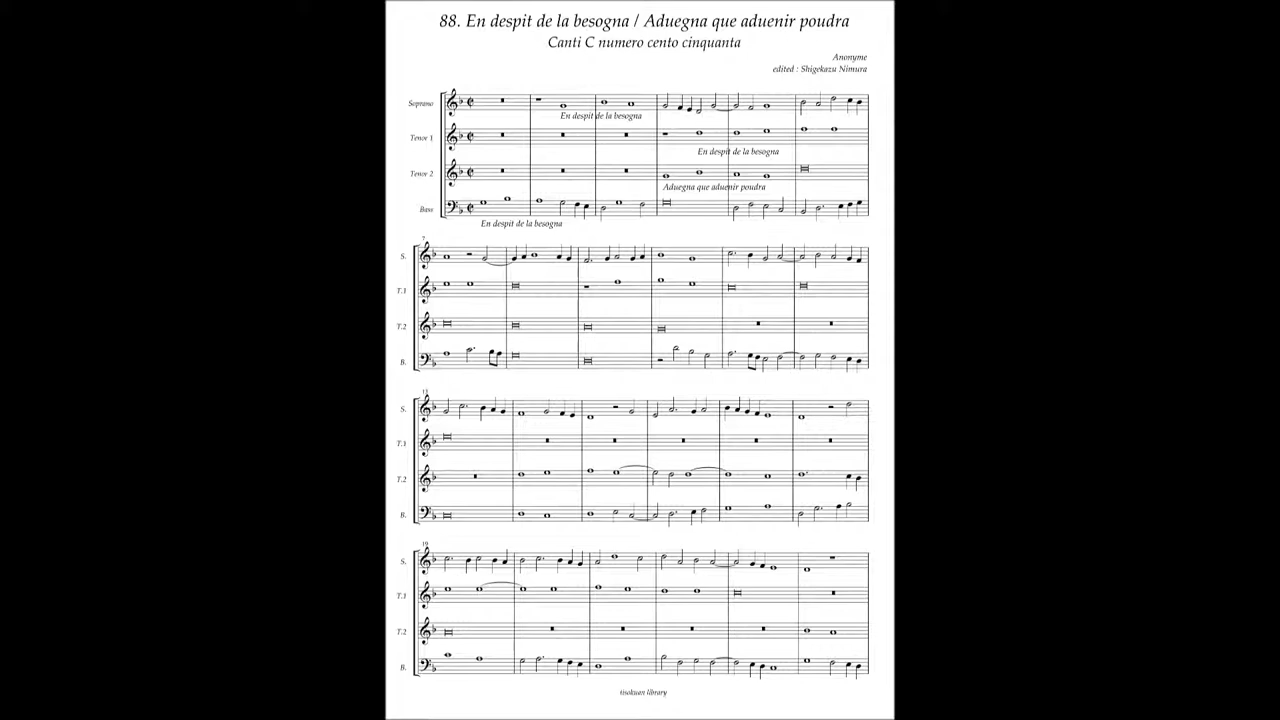 88. En despit de la besogna / Aduegna que aduenir poudra
Canti C numero cento cinquanta
Anonyme
edited : Shigekazu Nimura
Soprano
En despit de la besogna
Tenor 1
En despit de la besogna
Tenor 2
Aduegna que aduenir poudra
Bass
En despit de la besogna
7
S.
T.1
T.2
B.
13
S.
T.1
T.2
B.
19
S.
T.1
T.2
B.
tisokuan library